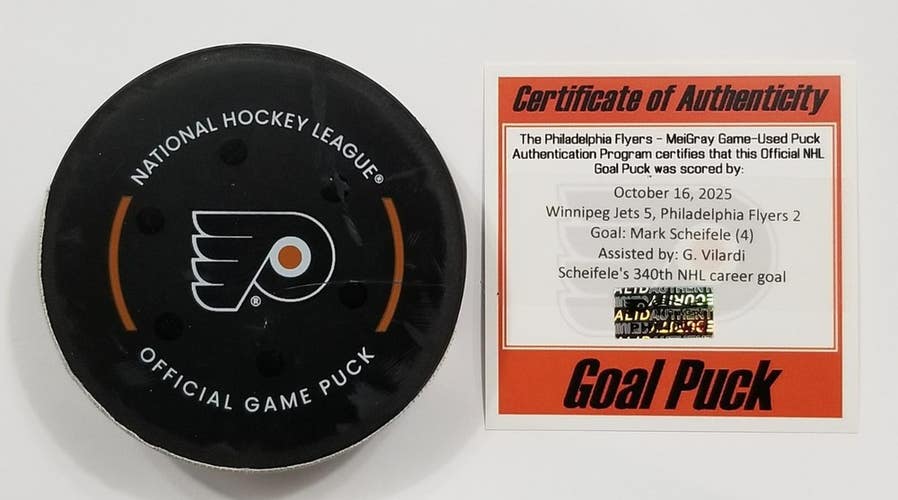 NATIONAL HOCKEY LEAGUE®
®
OFFICIAL GAME PUCK
Certificate of Authenticity
The Philadelphia Flyers - MeiGray Game-Used Puck
Authentication Program certifies that this Official NHL
Goal Puck was scored by:
October 16, 2025
Winnipeg Jets 5, Philadelphia Flyers 2
Goal: Mark Scheifele (4)
Assisted by: G. Vilardi
Scheifele's 340th NHL career goal
Goal Puck